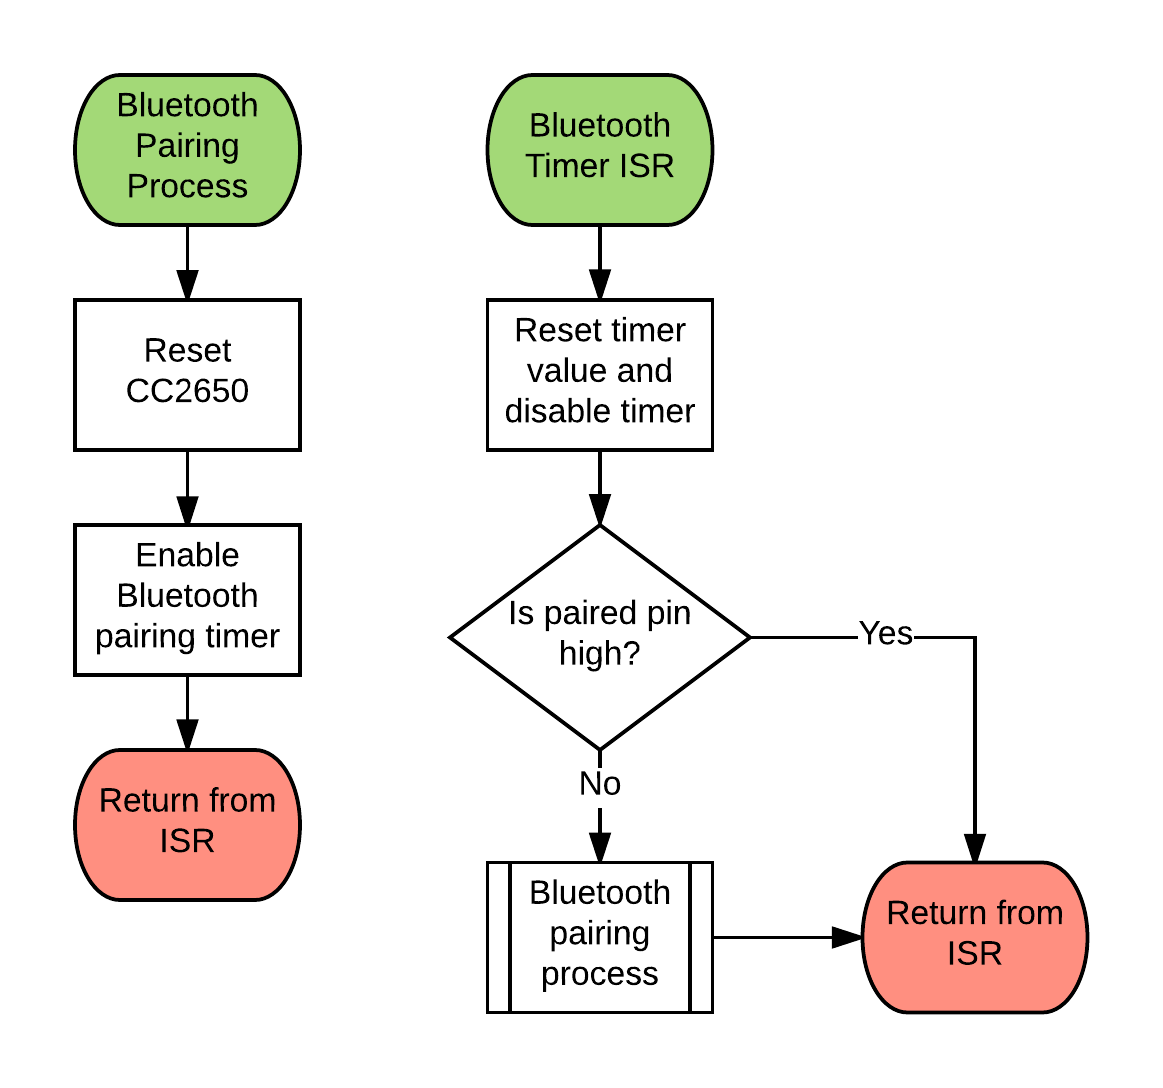 Bluetooth
Pairing
Process
Reset
CC2650
Enable
Bluetooth
pairing timer
Return from
ISR
Bluetooth
Timer ISR
Reset timer
value and
disable timer
Is paired pin
high?
Yes
No
Bluetooth
pairing
process
Return from
ISR